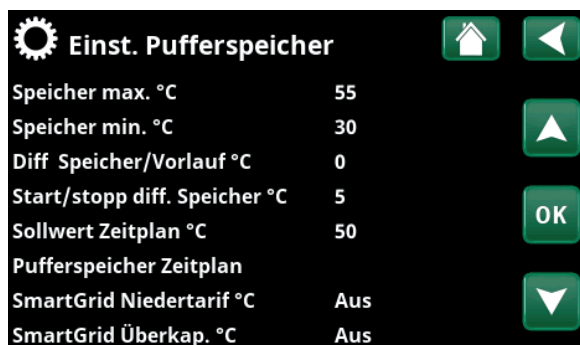 Einst. Pufferspeicher
Speicher max. °C 55
Speicher min. °C 30
Diff Speicher/Vorlauf °C 0
Start/stopp diff. Speicher °C 5
OK
Sollwert Zeitplan °C 50
Pufferspeicher Zeitplan
SmartGrid Niedertarif °C Aus
SmartGrid Überkap. °C Aus